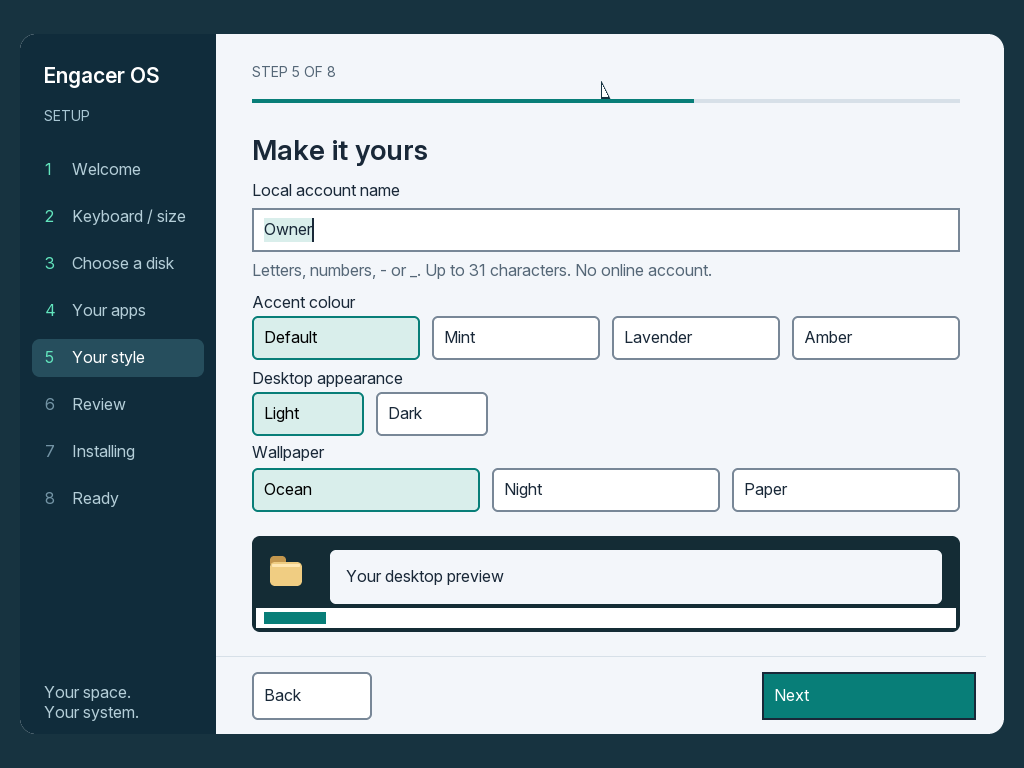 Engacer OS
SETUP
1 Welcome
2 Keyboard / size
3 Choose a disk
4 Your apps
5 Your style
6 Review
7 Installing
8 Ready
Your space.
Your system.
STEP 5 OF 8
Make it yours
Local account name
Owner
Letters, numbers, - or _. Up to 31 characters. No online account.
Accent colour
Default Mint Lavender Amber
Desktop appearance
Light Dark
Wallpaper
Ocean Night Paper
Your desktop preview
Back Next